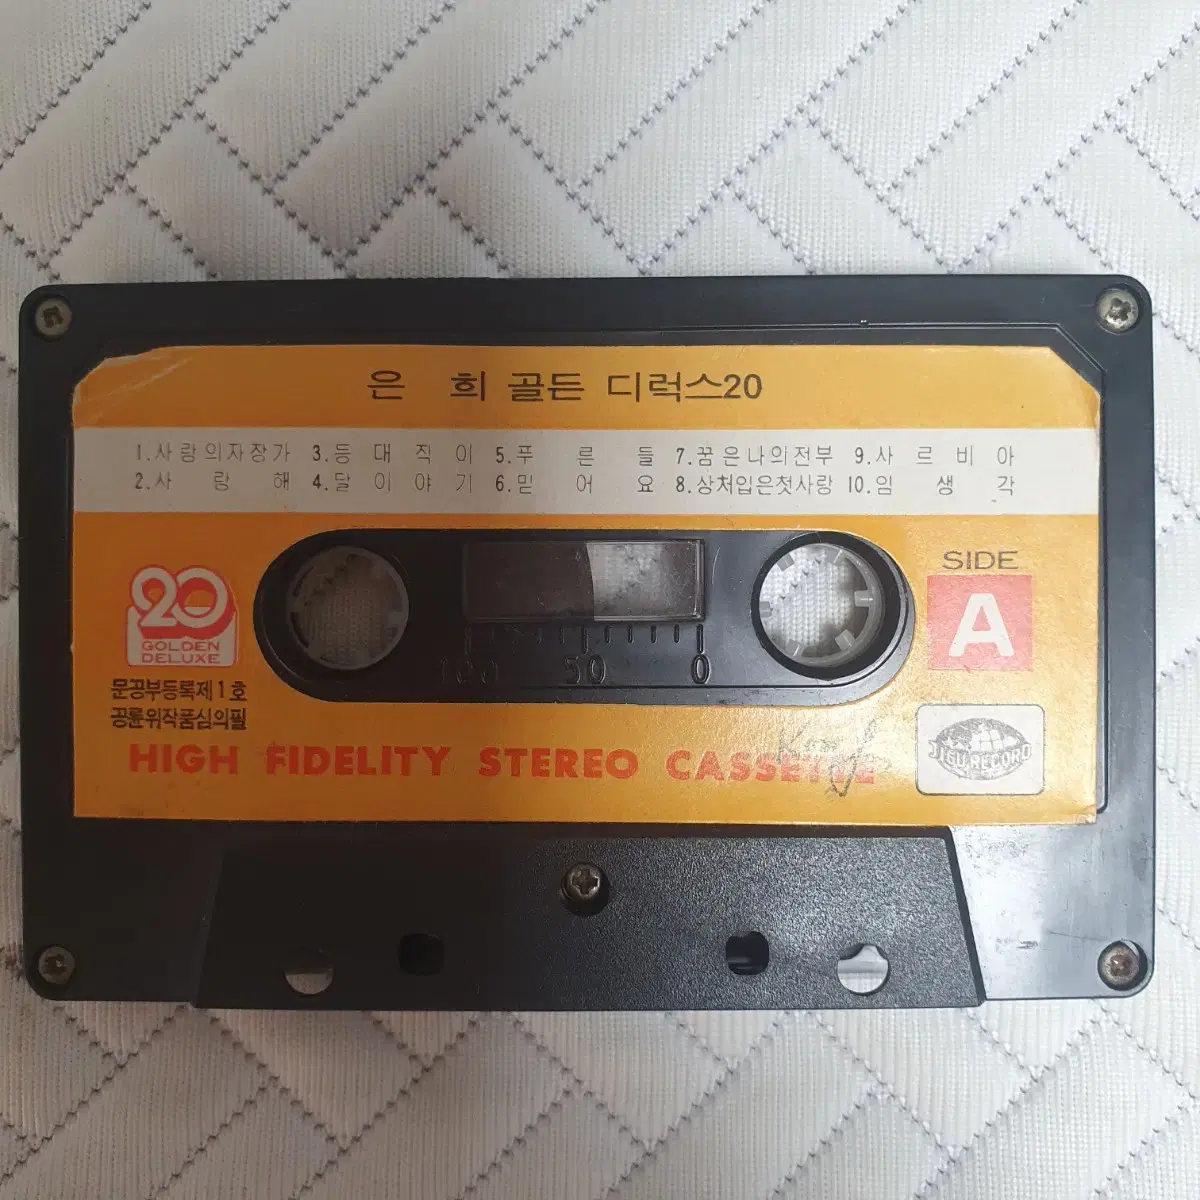 은 희 골든 디럭스20
1.사랑의자장가 3.등대직이 5.푸른들 7.꿈은나의전부 9.사르비아
2.사랑해 4.달이야기 6.믿어요 8.상처입은첫사랑 10.임생각
SIDE
A
20
GOLDEN
DELUXE
100 50 0
문공부등록제1호
공륜위작품심의필
HIGH FIDELITY STEREO CASSETTE
JIGU RECORD